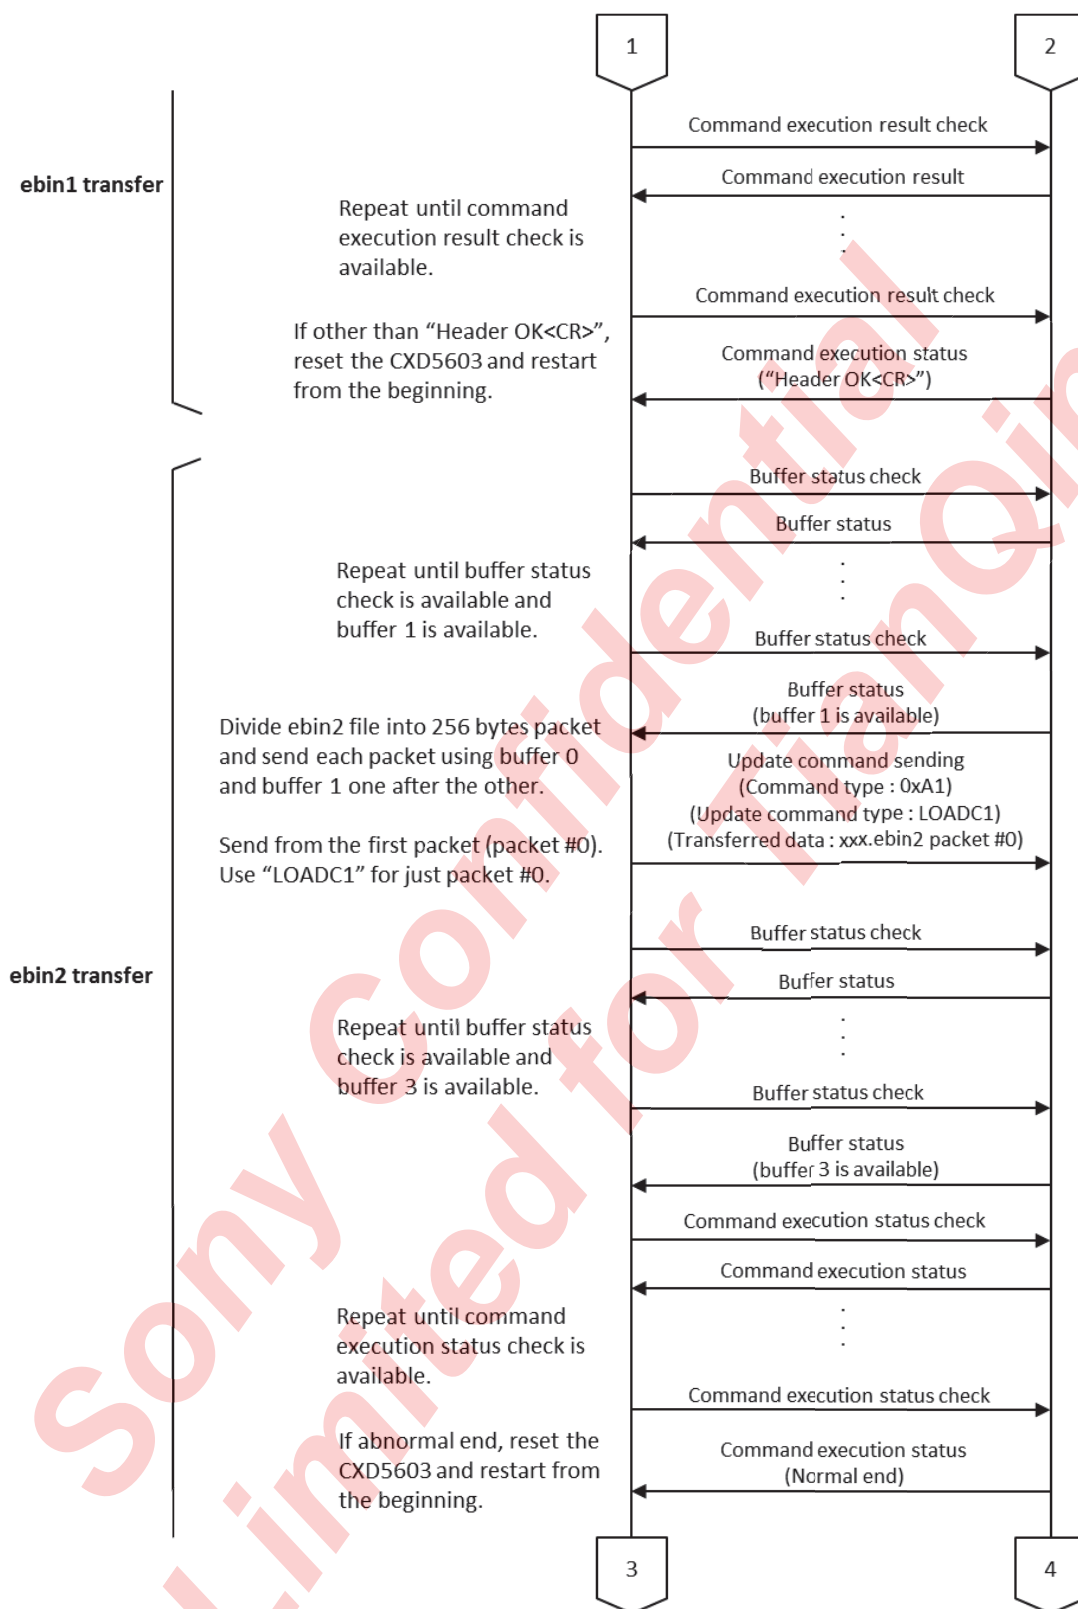 1
2
Command execution result check
ebin1 transfer
Command execution result
Repeat until command
execution result check is
available.
Command execution result check
If other than “Header OK<CR>”,
reset the CXD5603 and restart
from the beginning.
Command execution status
(“Header OK<CR>”)
Buffer status check
Buffer status
Repeat until buffer status
check is available and
buffer 1 is available.
Buffer status check
Buffer status
(buffer 1 is available)
Divide ebin2 file into 256 bytes packet
and send each packet using buffer 0
and buffer 1 one after the other.
Update command sending
(Command type : 0xA1)
(Update command type : LOADC1)
(Transferred data : xxx.ebin2 packet #0)
Send from the first packet (packet #0).
Use “LOADC1” for just packet #0.
Buffer status check
ebin2 transfer
Buffer status
Repeat until buffer status
check is available and
buffer 3 is available.
Buffer status check
Buffer status
(buffer 3 is available)
Command execution status check
Command execution status
Repeat until command
execution status check is
available.
Command execution status check
If abnormal end, reset the
CXD5603 and restart from
the beginning.
Command execution status
(Normal end)
3
4
Sony Confidential
Limited for